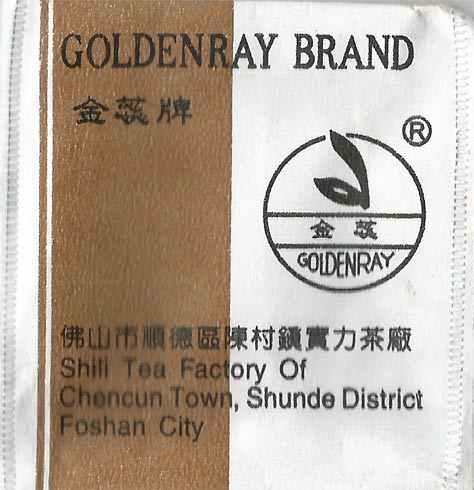 GOLDENRAY BRAND
金蕊牌
®
金蕊
GOLDENRAY
佛山市順德區陳村鎮實力茶廠
Shili Tea Factory Of
Chencun Town, Shunde District
Foshan City